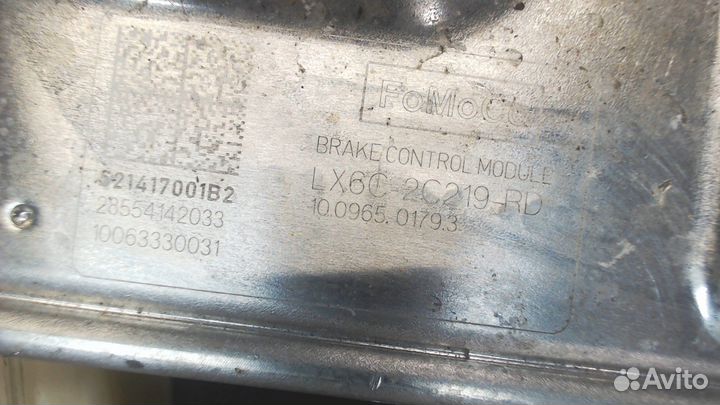 FoMoCo
BRAKE CONTROL MODULE
LX6C-2C219-RD
10.0965.0179.3
S21417001B2
28554142033
10063330031
Avito